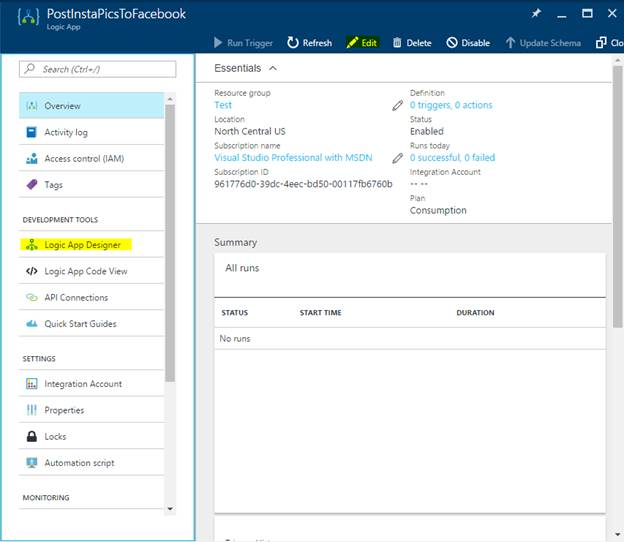 PostInstaPicsToFacebook
Logic App
Run Trigger Refresh Edit Delete Disable Update Schema Clo
Search (Ctrl+/)
Overview
Activity log
Access control (IAM)
Tags
DEVELOPMENT TOOLS
Logic App Designer
Logic App Code View
API Connections
Quick Start Guides
SETTINGS
Integration Account
Properties
Locks
Automation script
MONITORING
Essentials
Resource group
Test
Location
North Central US
Subscription name
Visual Studio Professional with MSDN
Subscription ID
961776d0-39dc-4eec-bd50-00117fb6760b
Definition
0 triggers, 0 actions
Status
Enabled
Runs today
0 successful, 0 failed
Integration Account
-- --
Plan
Consumption
Summary
All runs
STATUS START TIME DURATION
No runs